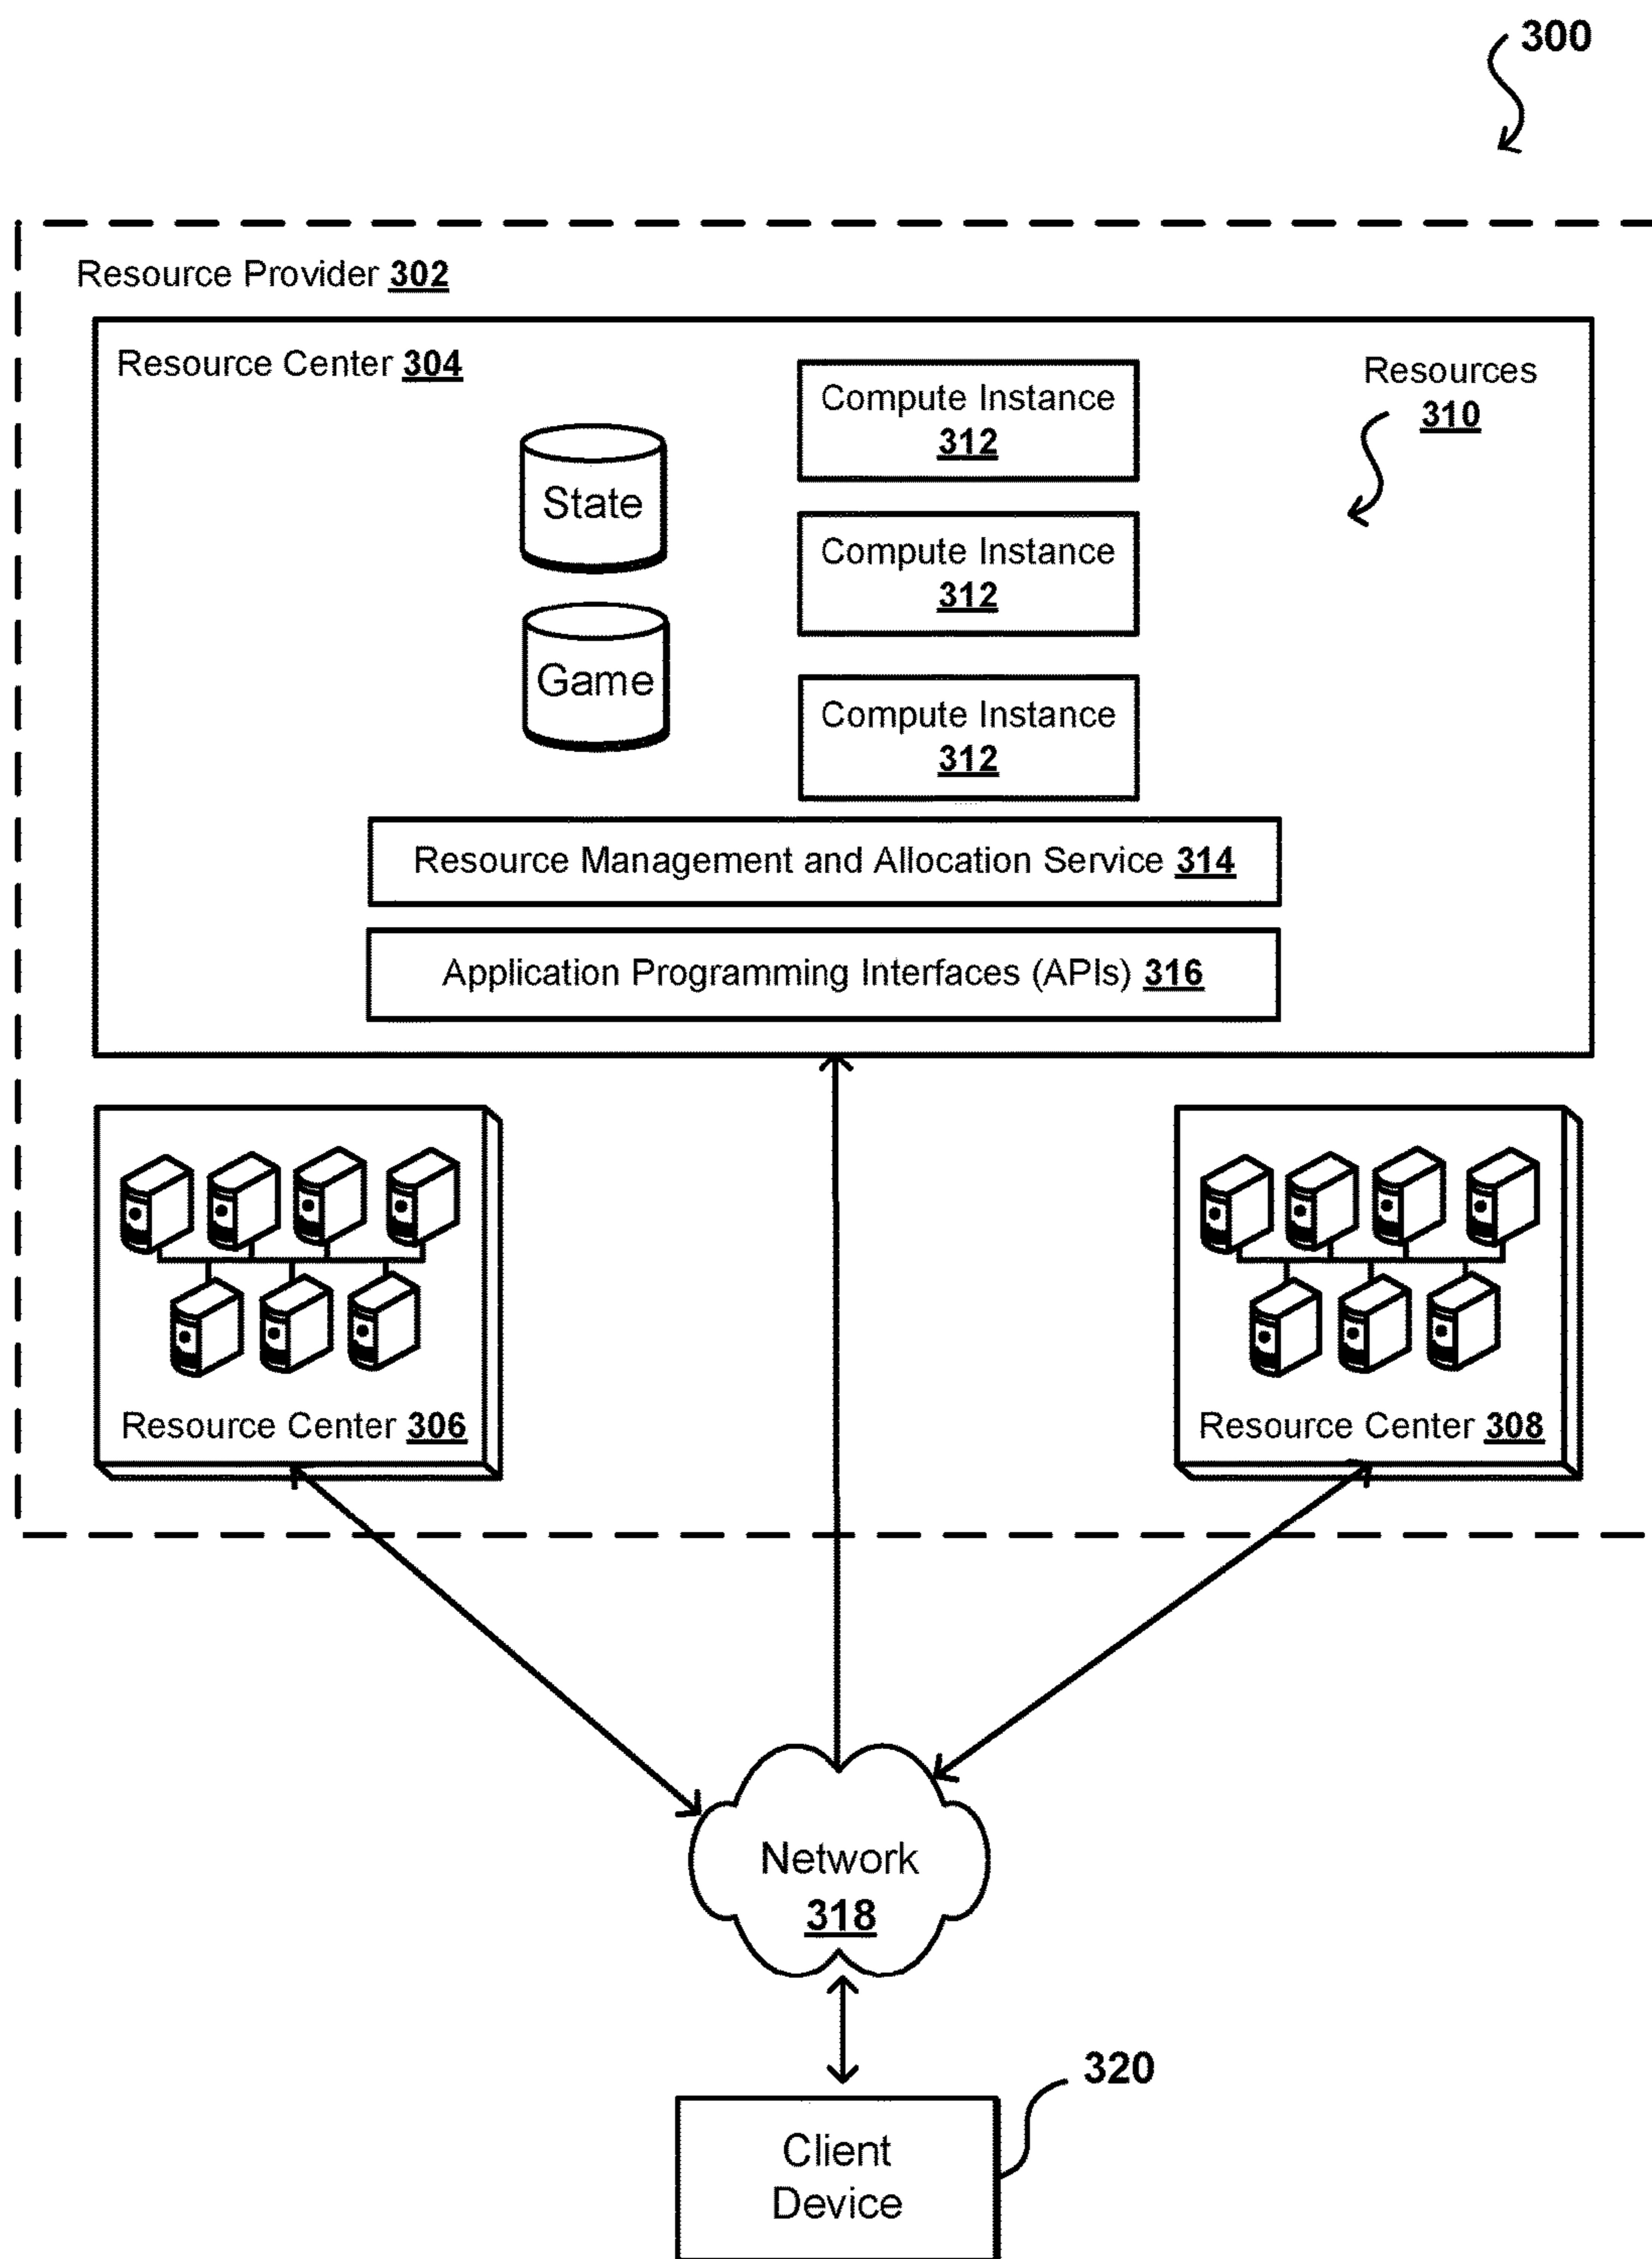 300
Resource Provider 302
Resource Center 304
Resources
310
Compute Instance
312
State
Compute Instance
312
Game
Compute Instance
312
Resource Management and Allocation Service 314
Application Programming Interfaces (APIs) 316
Resource Center 306
Resource Center 308
Network
318
320
Client
Device